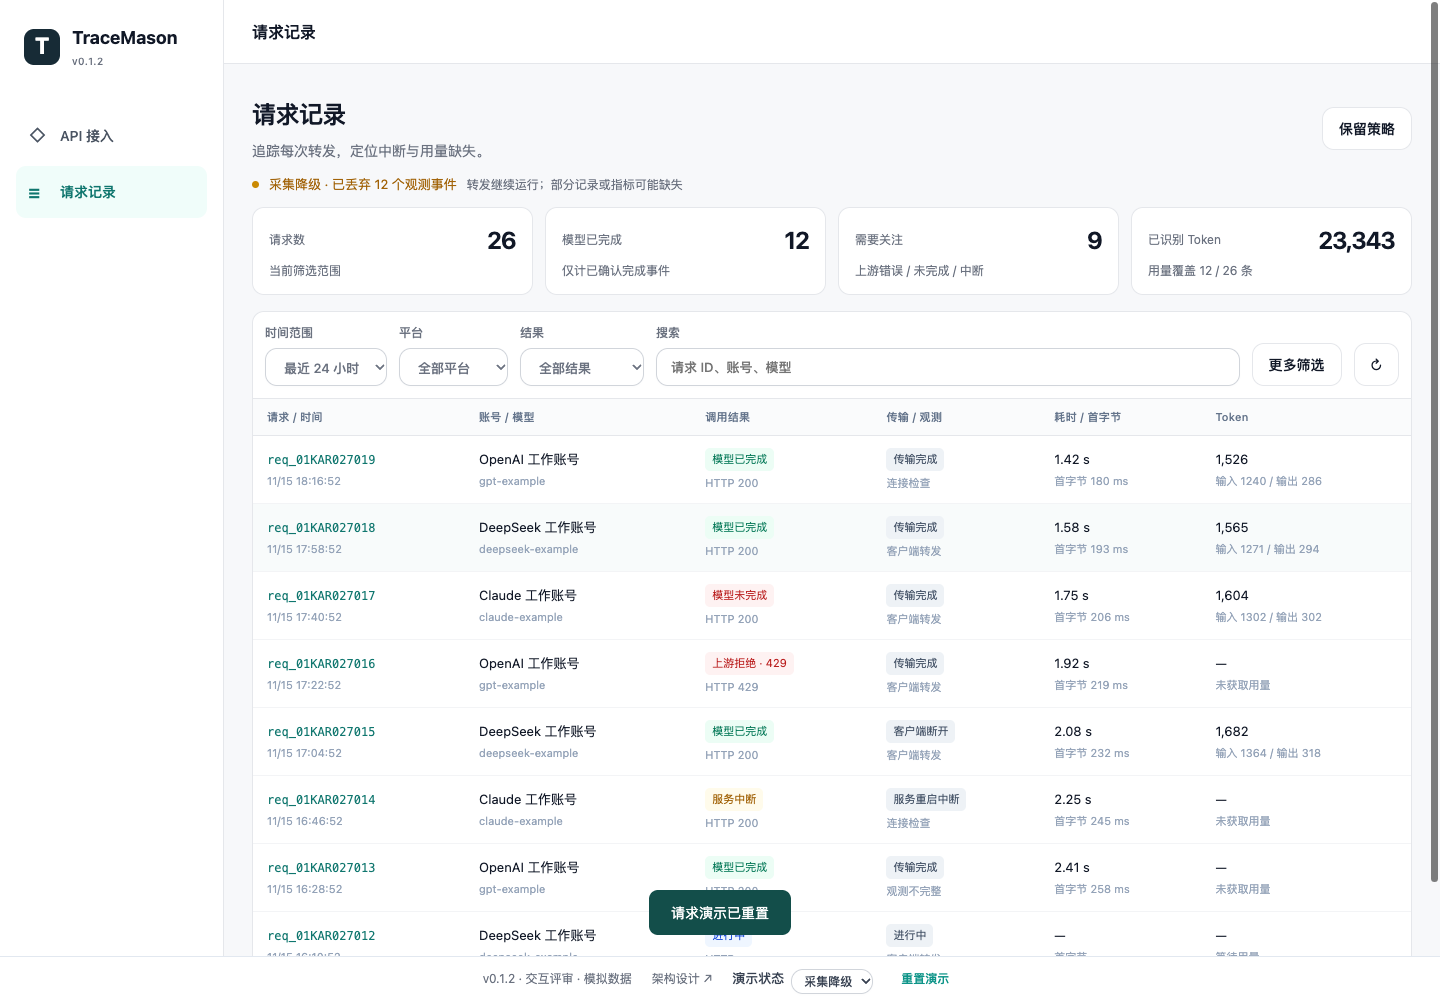 T
TraceMason
v0.1.2
API 接入
请求记录
请求记录
请求记录
追踪每次转发，定位中断与用量缺失。
保留策略
采集降级 · 已丢弃 12 个观测事件 转发继续运行；部分记录或指标可能缺失
请求数 26
当前筛选范围
模型已完成 12
仅计已确认完成事件
需要关注 9
上游错误 / 未完成 / 中断
已识别 Token 23,343
用量覆盖 12 / 26 条
时间范围 平台 结果 搜索
最近 24 小时 全部平台 全部结果 请求 ID、账号、模型 更多筛选
请求 / 时间 账号 / 模型 调用结果 传输 / 观测 耗时 / 首字节 Token
req_01KAR027019 OpenAI 工作账号 模型已完成 传输完成 1.42 s 1,526
11/15 18:16:52 gpt-example HTTP 200 连接检查 首字节 180 ms 输入 1240 / 输出 286
req_01KAR027018 DeepSeek 工作账号 模型已完成 传输完成 1.58 s 1,565
11/15 17:58:52 deepseek-example HTTP 200 客户端转发 首字节 193 ms 输入 1271 / 输出 294
req_01KAR027017 Claude 工作账号 模型未完成 传输完成 1.75 s 1,604
11/15 17:40:52 claude-example HTTP 200 客户端转发 首字节 206 ms 输入 1302 / 输出 302
req_01KAR027016 OpenAI 工作账号 上游拒绝 · 429 传输完成 1.92 s —
11/15 17:22:52 gpt-example HTTP 429 客户端转发 首字节 219 ms 未获取用量
req_01KAR027015 DeepSeek 工作账号 模型已完成 客户端断开 2.08 s 1,682
11/15 17:04:52 deepseek-example HTTP 200 客户端转发 首字节 232 ms 输入 1364 / 输出 318
req_01KAR027014 Claude 工作账号 服务中断 服务重启中断 2.25 s —
11/15 16:46:52 claude-example HTTP 200 连接检查 首字节 245 ms 未获取用量
req_01KAR027013 OpenAI 工作账号 模型已完成 传输完成 2.41 s —
11/15 16:28:52 gpt-example HTTP 200 观测不完整 首字节 258 ms 未获取用量
请求演示已重置
req_01KAR027012 DeepSeek 工作账号 进行中 进行中 — —
v0.1.2 · 交互评审 · 模拟数据 架构设计 ↗ 演示状态 采集降级 重置演示